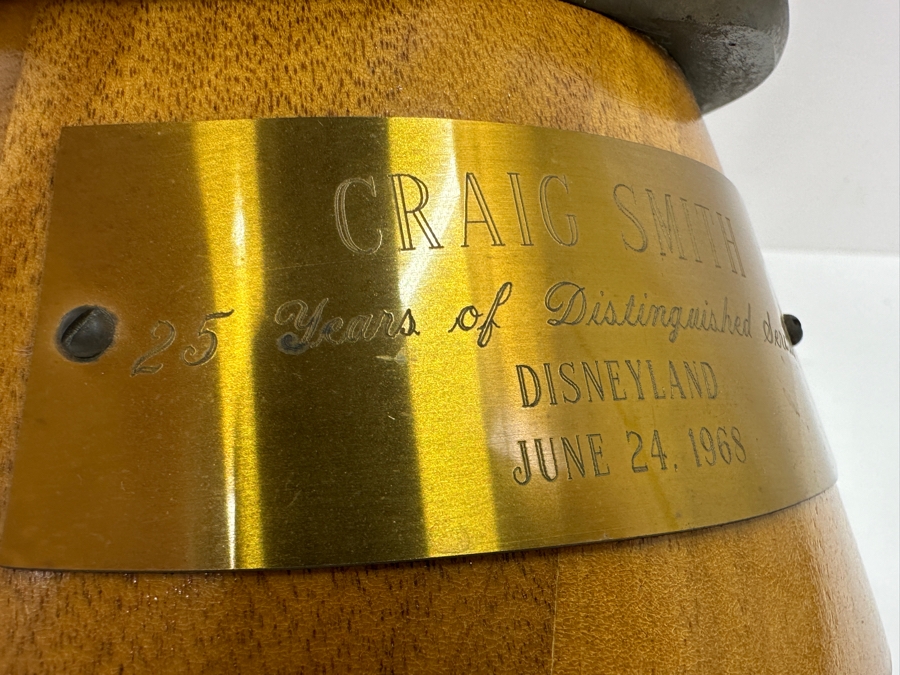 CRAIG SMITH
25 Years of Distinguished
DISNEYLAND
JUNE 24, 1968